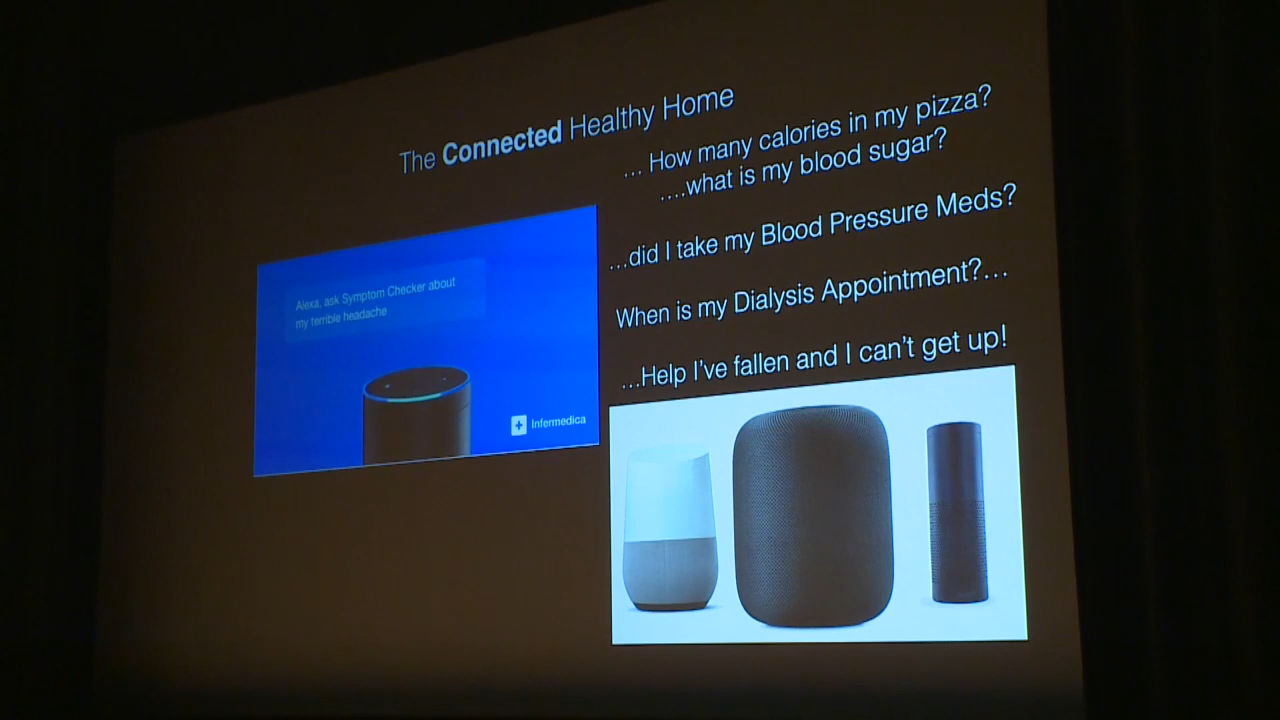 The Connected Healthy Home
… How many calories in my pizza?
….what is my blood sugar?
…did I take my Blood Pressure Meds?
When is my Dialysis Appointment?…
…Help I've fallen and I can't get up!
Alexa, ask Symptom Checker about
my terrible headache
Infermedica